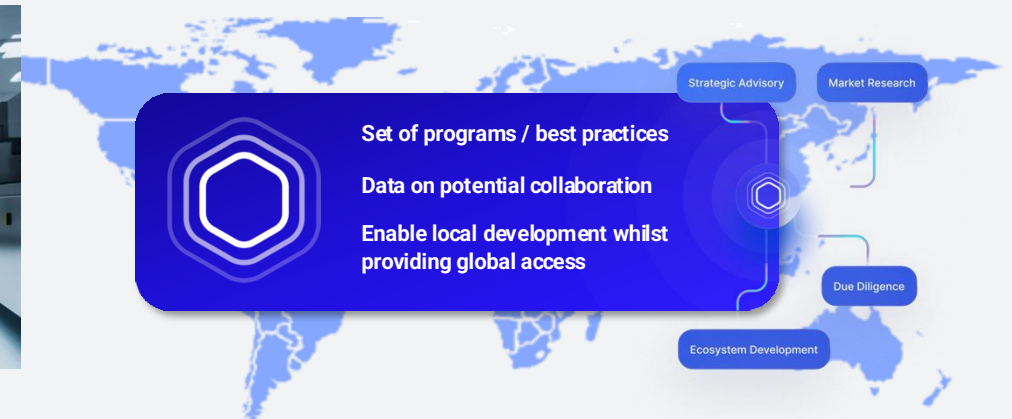 Strategic Advisory
Market Research
Set of programs / best practices
Data on potential collaboration
Enable local development whilst
providing global access
Due Diligence
Ecosystem Development